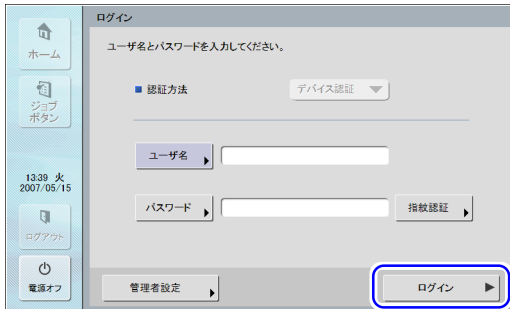 ログイン
ホーム
ジョブ
ボタン
13:39 火
2007/05/15
ログアウト
電源オフ
ユーザ名とパスワードを入力してください。
認証方法
デバイス認証
ユーザ名
パスワード
指紋認証
管理者設定
ログイン